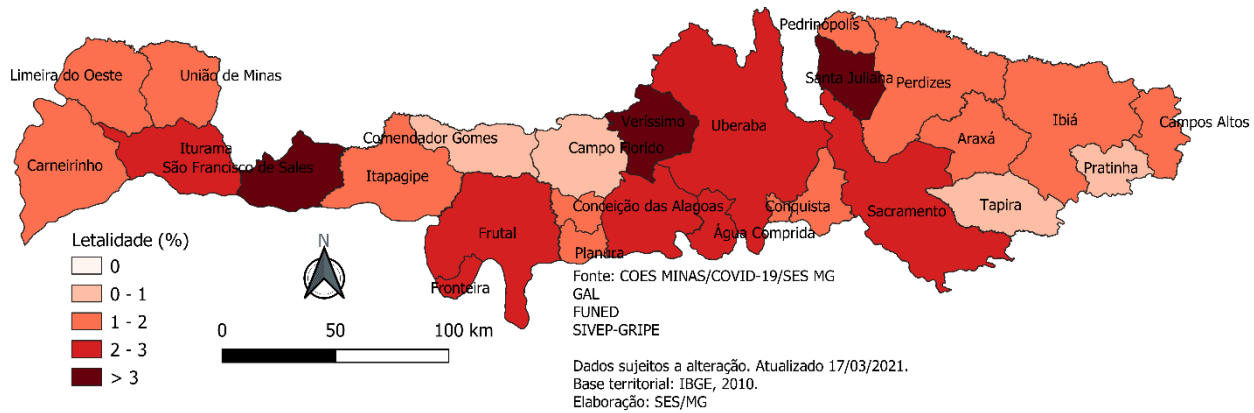 Pedrinópolis
Limeira do Oeste
União de Minas
Santa Juliana
Perdizes
Veríssimo
Uberaba
Ibiá
Campos Altos
Comendador Gomes
Araxá
Iturama
Campo Florido
Carneirinho
São Francisco de Sales
Pratinha
Itapagipe
Conceição das Alagoas
Conquista
Sacramento
Tapira
Frutal
Água Comprida
Planura
Fronteira
Letalidade (%)
0
0 - 1
1 - 2
2 - 3
> 3
N
0 50 100 km
Fonte: COES MINAS/COVID-19/SES MG
GAL
FUNED
SIVEP-GRIPE
Dados sujeitos a alteração. Atualizado 17/03/2021.
Base territorial: IBGE, 2010.
Elaboração: SES/MG